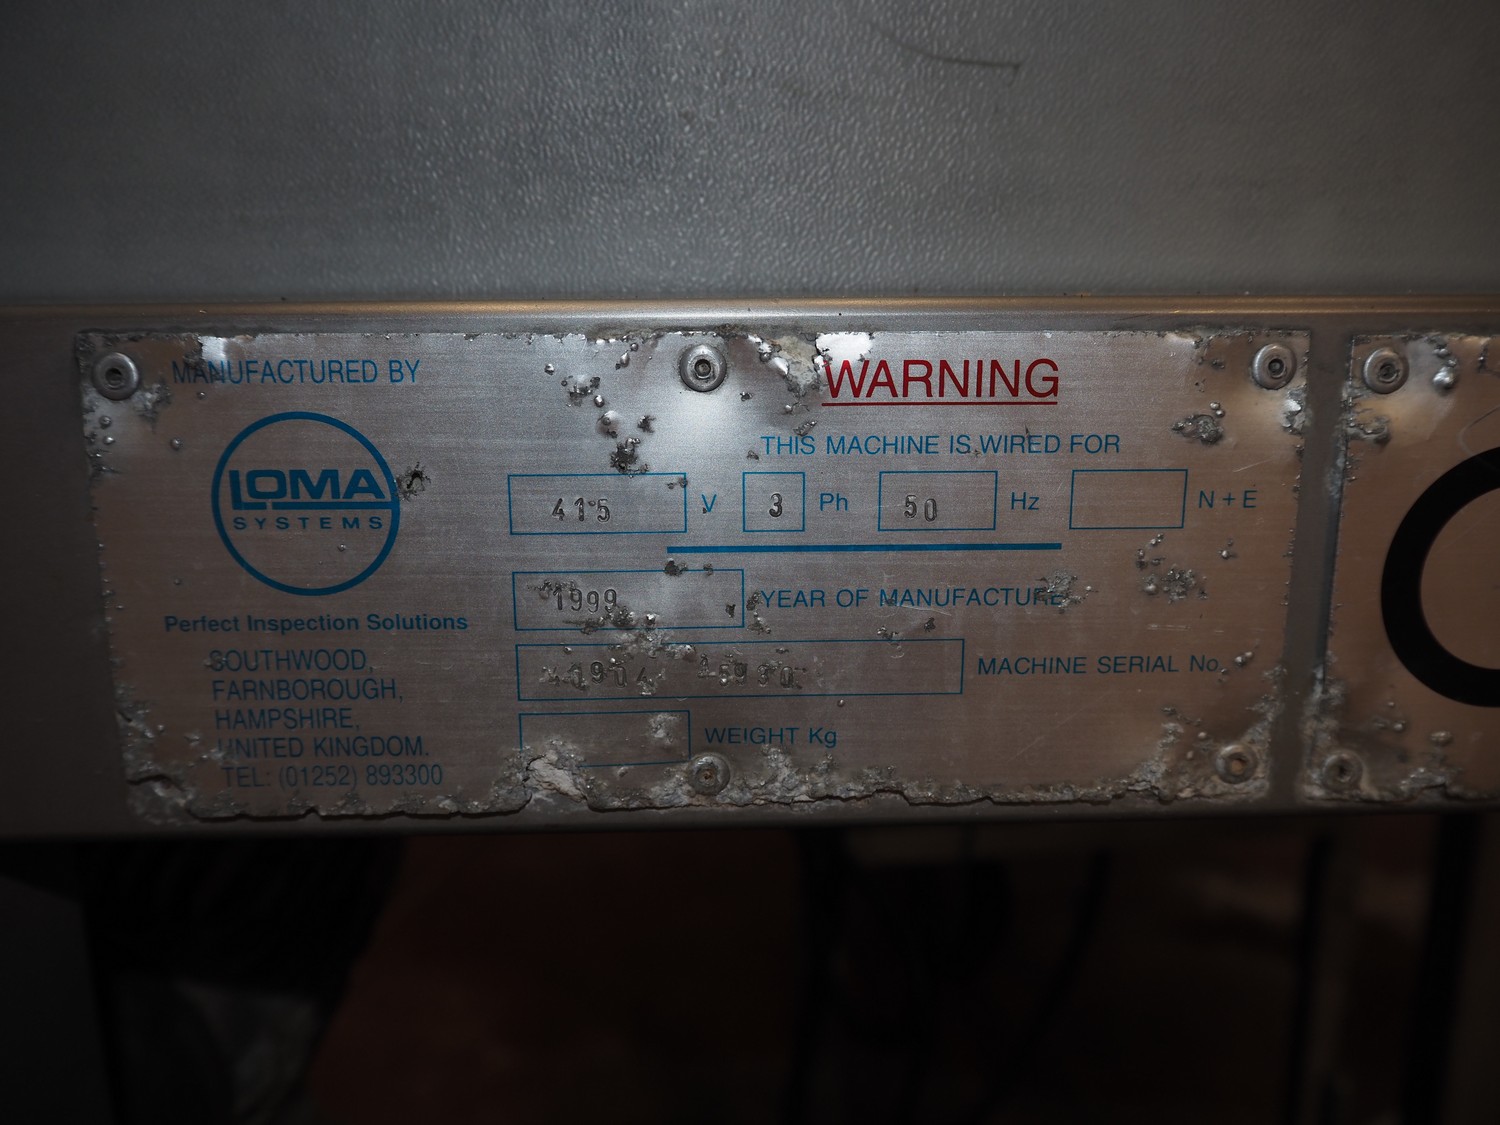 MANUFACTURED BY
LOMA
SYSTEMS
Perfect Inspection Solutions
SOUTHWOOD,
FARNBOROUGH,
HAMPSHIRE,
UNITED KINGDOM.
TEL: (01252) 893300
WARNING
THIS MACHINE IS WIRED FOR
415 V 3 Ph 50 Hz N + E
1999 YEAR OF MANUFACTURE
MACHINE SERIAL No.
WEIGHT Kg